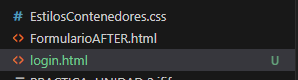 # EstilosContenedores.css
<> FormularioAFTER.html
<> login.html U